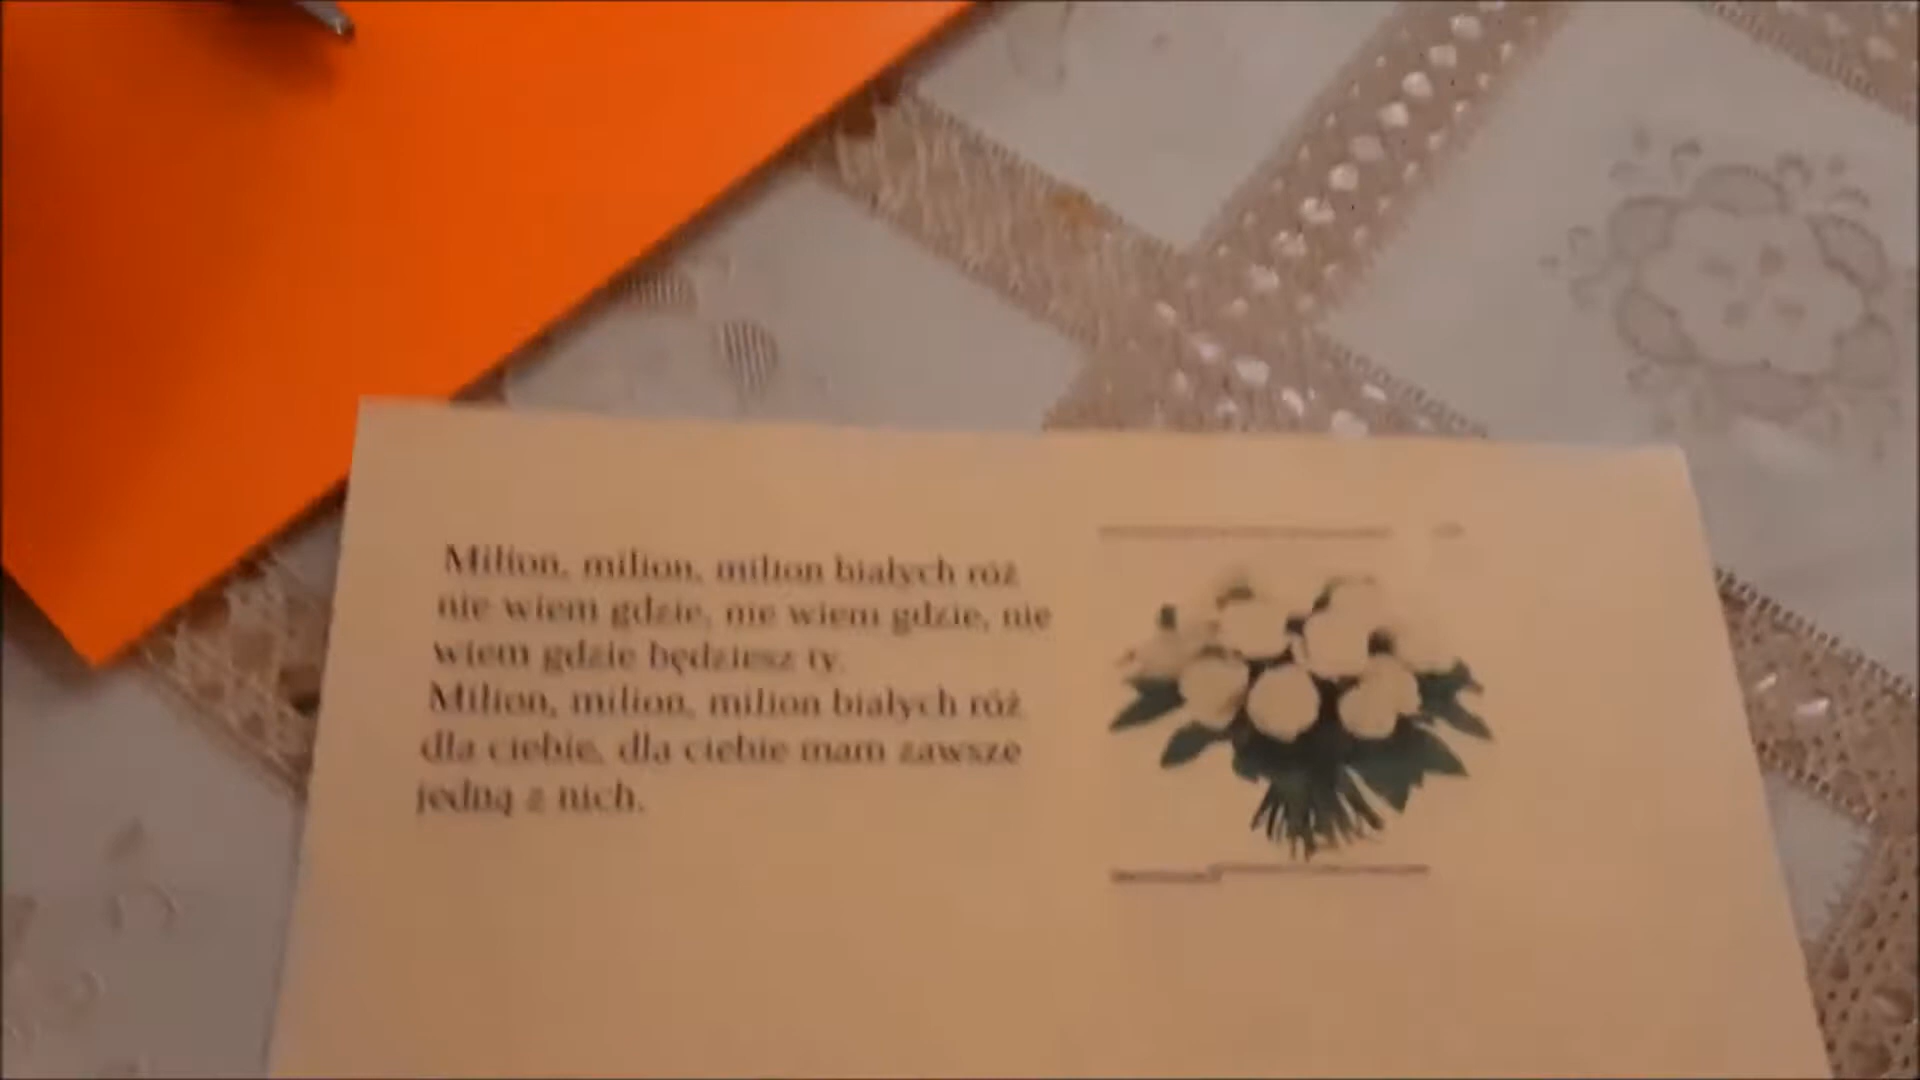 Milion, milion, milion białych róż
nie wiem gdzie, nie wiem gdzie, nie
wiem gdzie będziesz ty.
Milion, milion, milion białych róż
dla ciebie, dla ciebie mam zawsze
jedną z nich.